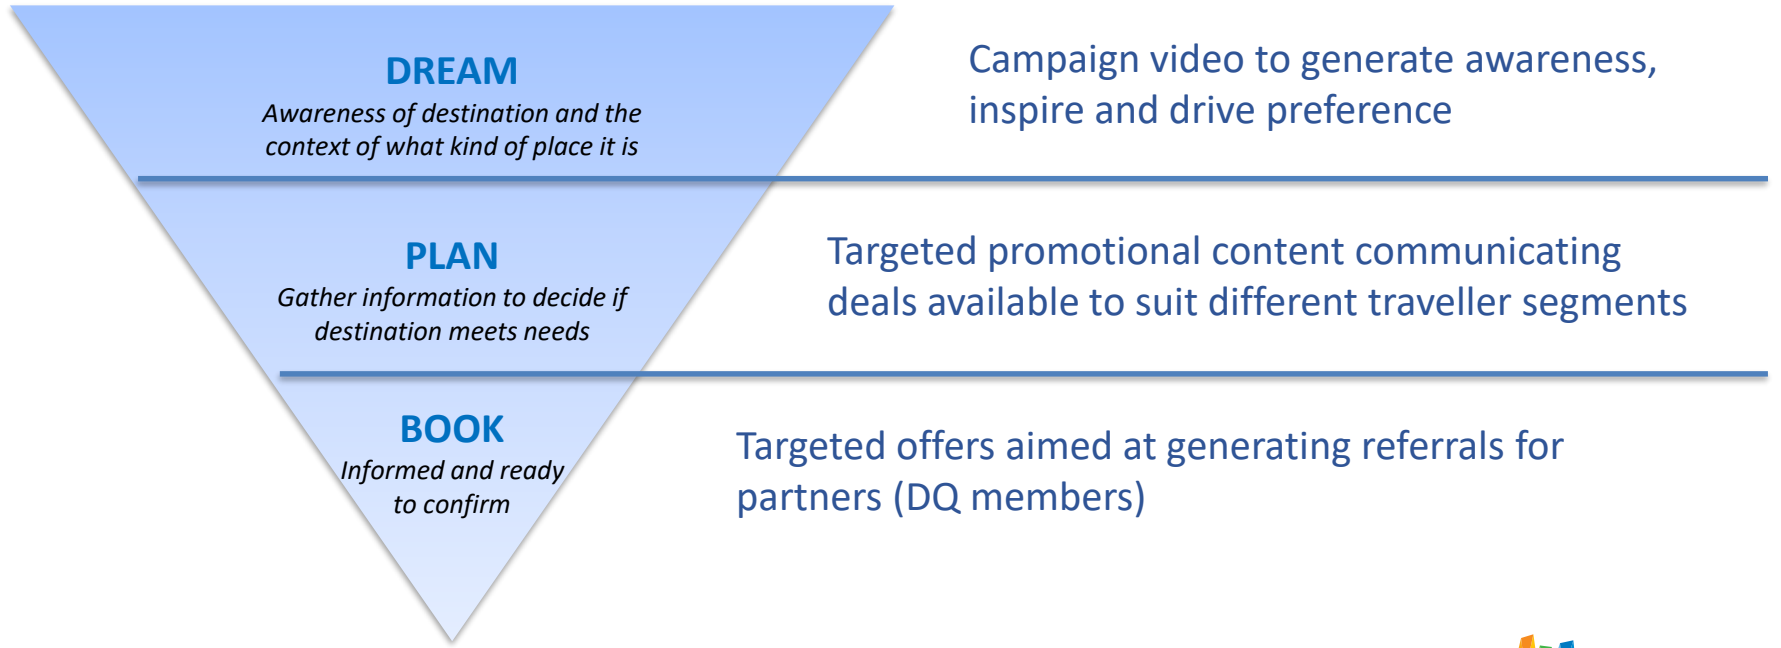 DREAM
Awareness of destination and the
context of what kind of place it is
Campaign video to generate awareness,
inspire and drive preference
PLAN
Gather information to decide if
destination meets needs
Targeted promotional content communicating
deals available to suit different traveller segments
BOOK
Informed and ready
to confirm
Targeted offers aimed at generating referrals for
partners (DQ members)